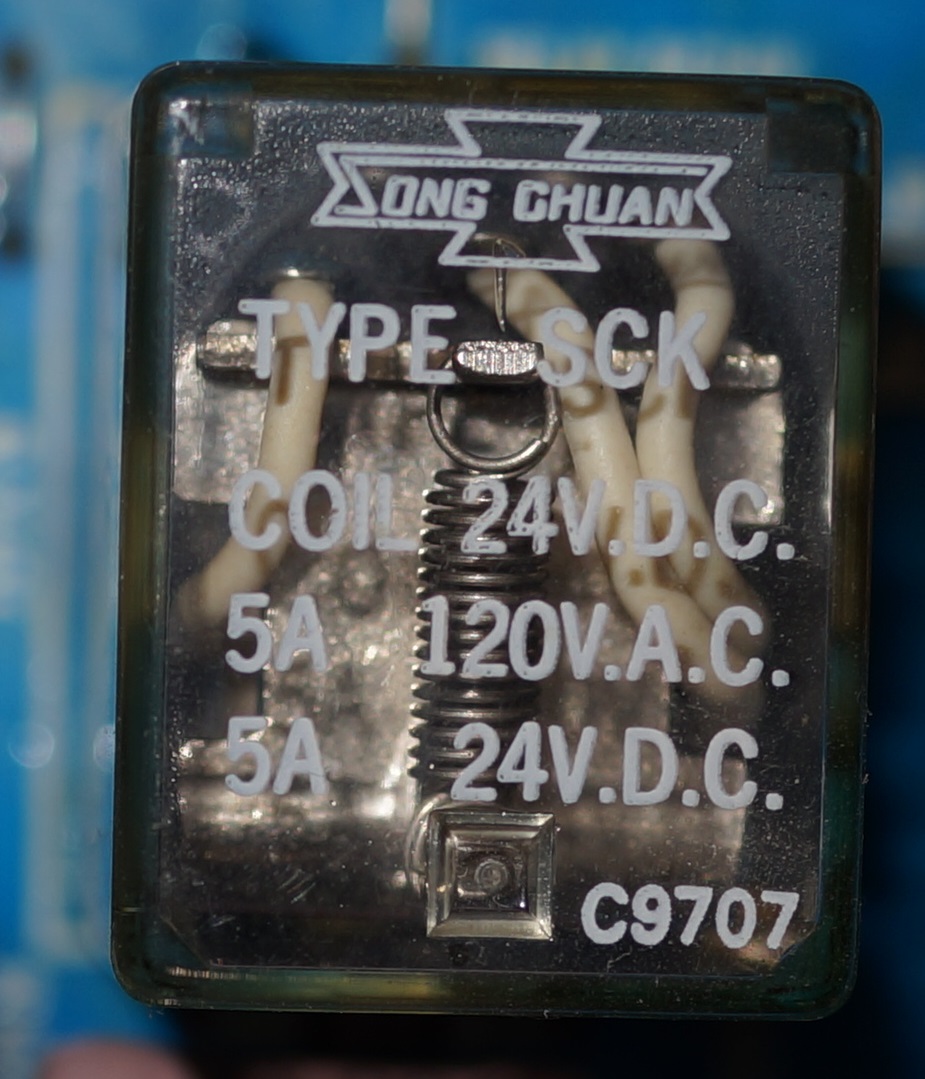 SONG CHUAN
TYPE SCK
COIL 24V.D.C.
5A 120V.A.C.
5A 24V.D.C.
C9707